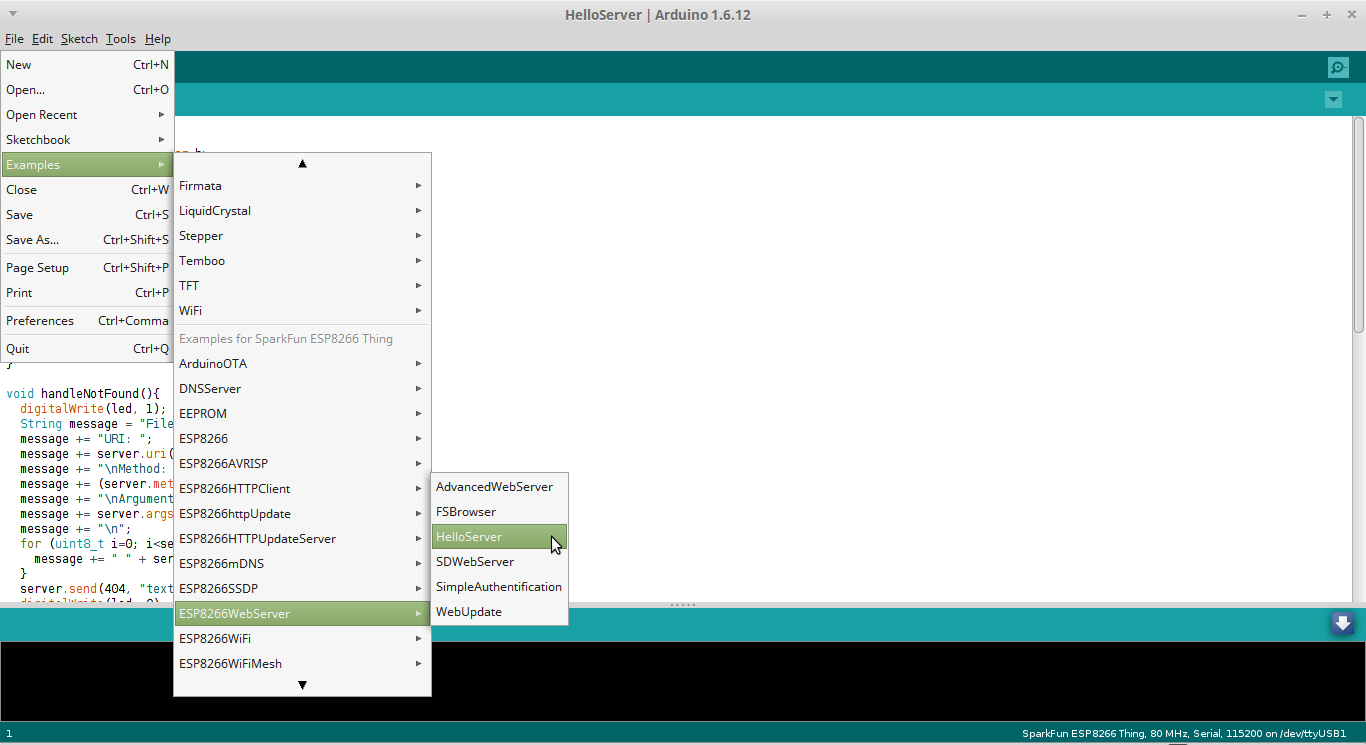 HelloServer | Arduino 1.6.12
File Edit Sketch Tools Help
New Ctrl+N
Open... Ctrl+O
Open Recent
Sketchbook
Examples
Close Ctrl+W
Save Ctrl+S
Save As... Ctrl+Shift+S
Page Setup Ctrl+Shift+P
Print Ctrl+P
Preferences Ctrl+Comma
Quit Ctrl+Q
Firmata
LiquidCrystal
Stepper
Temboo
TFT
WiFi
Examples for SparkFun ESP8266 Thing
ArduinoOTA
DNSServer
EEPROM
ESP8266
ESP8266AVRISP
ESP8266HTTPClient
ESP8266httpUpdate
ESP8266HTTPUpdateServer
ESP8266mDNS
ESP8266SSDP
ESP8266WebServer
ESP8266WiFi
ESP8266WiFiMesh
AdvancedWebServer
FSBrowser
HelloServer
SDWebServer
SimpleAuthentification
WebUpdate
}
void handleNotFound(){
digitalWrite(led, 1);
String message = "File
message += "URI: ";
message += server.uri(
message += "\nMethod:
message += (server.met
message += "\nArgument
message += server.args
message += "\n";
for (uint8_t i=0; i<se
message += " " + ser
}
server.send(404, "text
1
SparkFun ESP8266 Thing, 80 MHz, Serial, 115200 on /dev/ttyUSB1